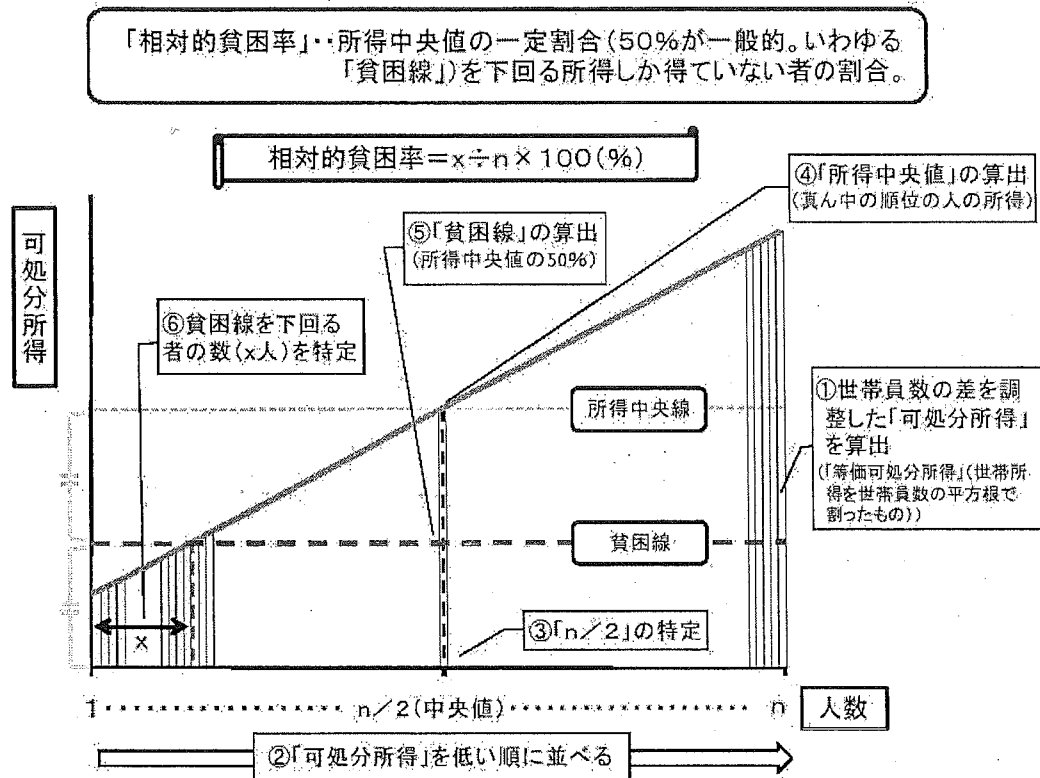 「相対的貧困率」・・所得中央値の一定割合(50%が一般的。いわゆる
「貧困線」)を下回る所得しか得ていない者の割合。
相対的貧困率=x÷n×100(%)
④「所得中央値」の算出
(真ん中の順位の人の所得)
可処分所得
⑤「貧困線」の算出
(所得中央値の50%)
⑥貧困線を下回る
者の数(x人)を特定
所得中央線
①世帯員数の差を調
整した「可処分所得」
を算出
(「等価可処分所得」(世帯所
得を世帯員数の平方根で
割ったもの))
貧困線
③「n/2」の特定
x
1 n/2(中央値) n
人数
②「可処分所得」を低い順に並べる